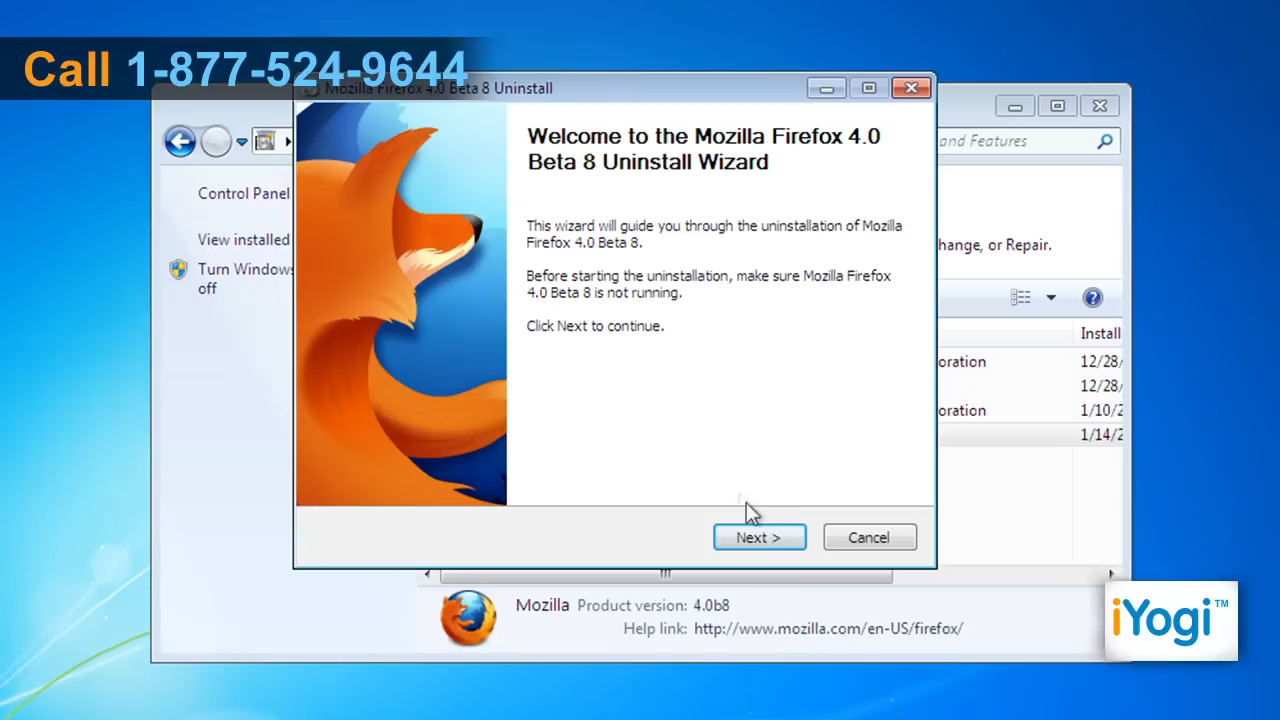 Call 1-877-524-9644
Mozilla Firefox 4.0 Beta 8 Uninstall
Welcome to the Mozilla Firefox 4.0
Beta 8 Uninstall Wizard
This wizard will guide you through the uninstallation of Mozilla
Firefox 4.0 Beta 8.
Before starting the uninstallation, make sure Mozilla Firefox
4.0 Beta 8 is not running.
Click Next to continue.
Next >
Cancel
and Features
Control Panel
View installed
Turn Windows
off
hange, or Repair.
Install
oration 12/28/
12/28/
oration 1/10/2
1/14/2
Mozilla Product version: 4.0b8
Help link: http://www.mozilla.com/en-US/firefox/
iYogi™